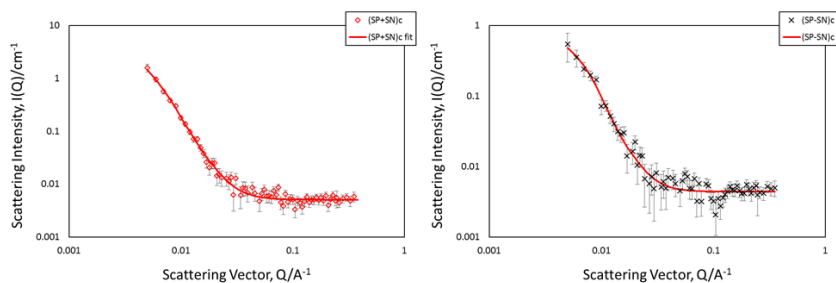 10
1
0.1
0.01
0.001
0.001
0.01
0.1
1
Scattering Intensity, I(Q)/cm-1
Scattering Vector, Q/A-1
(SP+SN)c
(SP+SN)c fit
1
0.1
0.01
0.001
0.001
0.01
0.1
1
Scattering Intensity, I(Q)/cm-1
Scattering Vector, Q/A-1
(SP-SN)c
(SP-SN)c